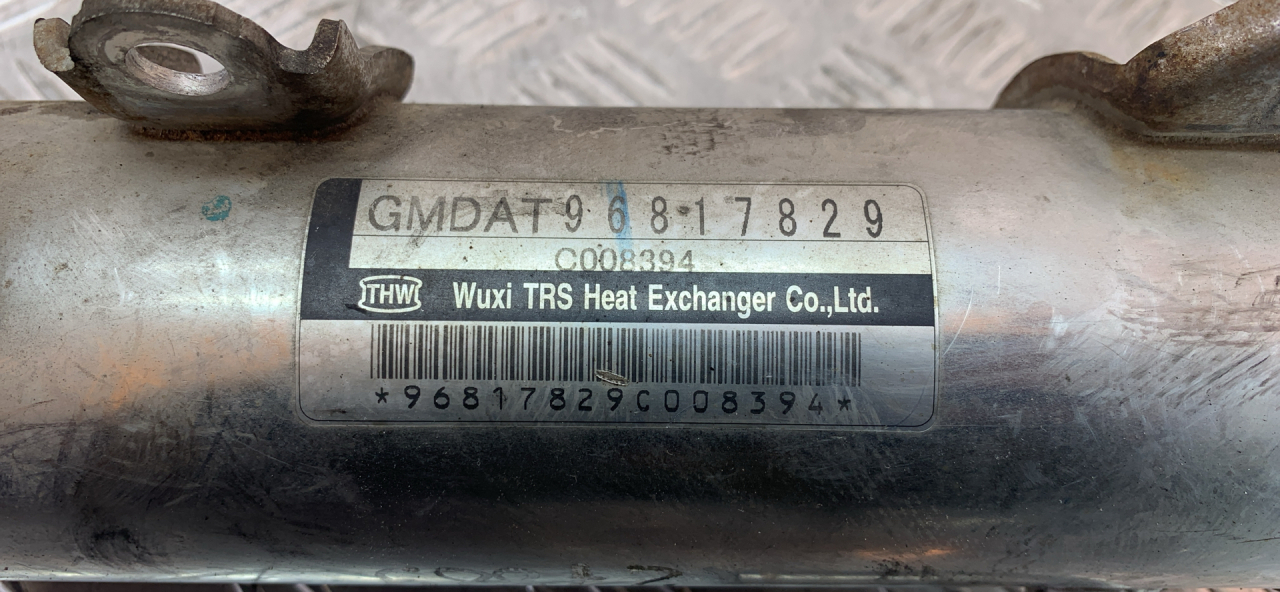 GMDAT96817829
C008394
THW Wuxi TRS Heat Exchanger Co.,Ltd.
*96817829C008394*